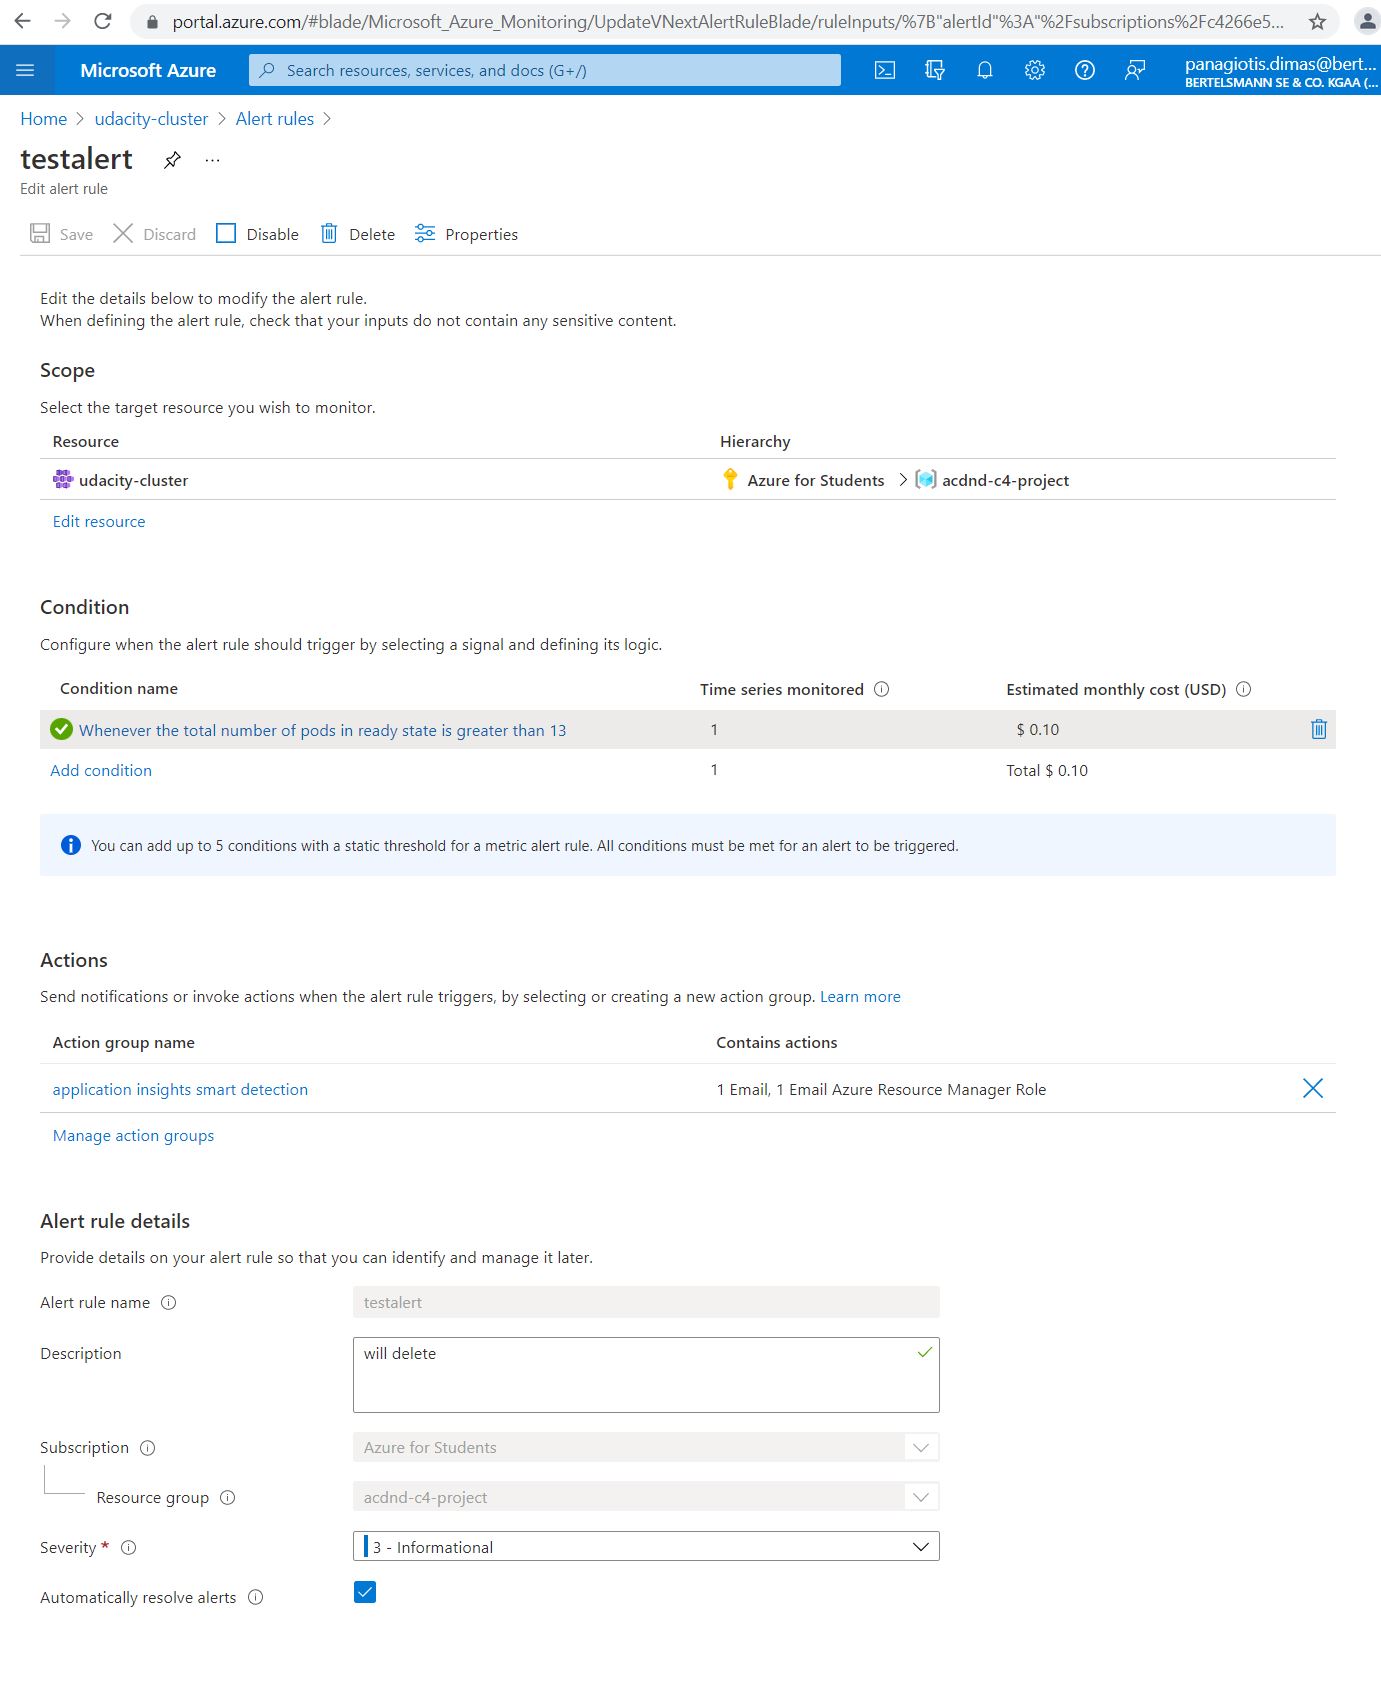 portal.azure.com/#blade/Microsoft_Azure_Monitoring/UpdateVNextAlertRuleBlade/ruleInputs/%7B"alertId"%3A"%2Fsubscriptions%2Fc4266e5...
Microsoft Azure
Search resources, services, and docs (G+/)
panagiotis.dimas@bert...
BERTELSMANN SE & CO. KGAA (...
Home > udacity-cluster > Alert rules >
testalert ...
Edit alert rule
Save Discard Disable Delete Properties
Edit the details below to modify the alert rule.
When defining the alert rule, check that your inputs do not contain any sensitive content.
Scope
Select the target resource you wish to monitor.
Resource Hierarchy
udacity-cluster Azure for Students > acdnd-c4-project
Edit resource
Condition
Configure when the alert rule should trigger by selecting a signal and defining its logic.
Condition name Time series monitored Estimated monthly cost (USD)
Whenever the total number of pods in ready state is greater than 13 1 $ 0.10
Add condition 1 Total $ 0.10
You can add up to 5 conditions with a static threshold for a metric alert rule. All conditions must be met for an alert to be triggered.
Actions
Send notifications or invoke actions when the alert rule triggers, by selecting or creating a new action group. Learn more
Action group name Contains actions
application insights smart detection 1 Email, 1 Email Azure Resource Manager Role
Manage action groups
Alert rule details
Provide details on your alert rule so that you can identify and manage it later.
Alert rule name testalert
Description will delete
Subscription Azure for Students
Resource group acdnd-c4-project
Severity * 3 - Informational
Automatically resolve alerts